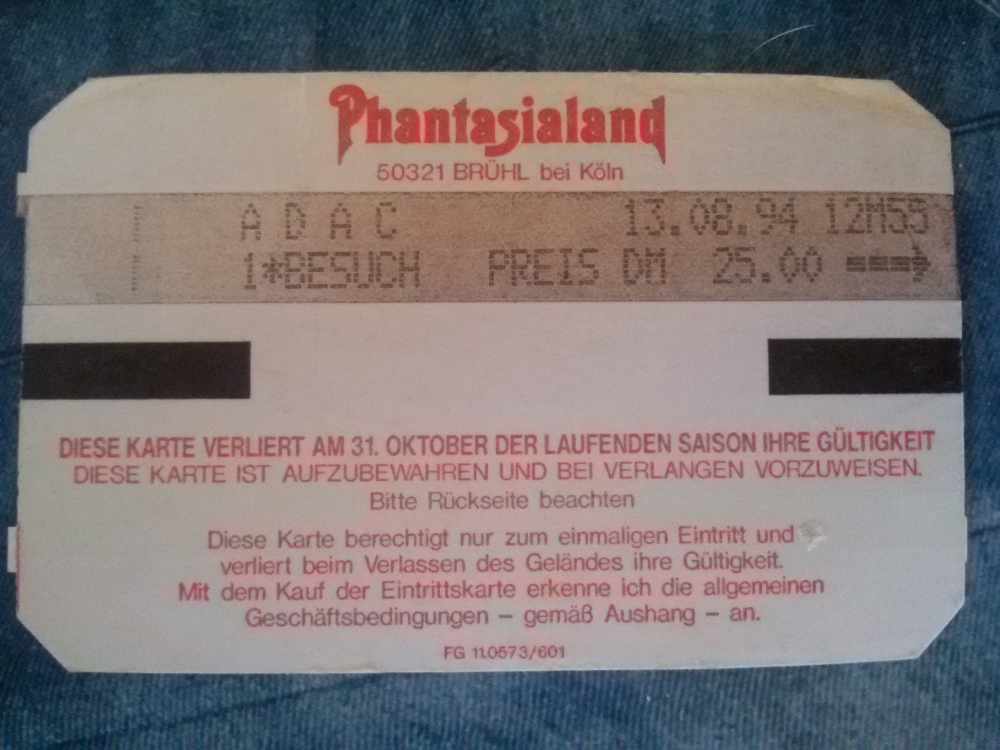 Phantasialand
50321 BRÜHL bei Köln
A D A C 13.08.94 12M55
1*BESUCH PREIS DM 25.00
DIESE KARTE VERLIERT AM 31. OKTOBER DER LAUFENDEN SAISON IHRE GÜLTIGKEIT
DIESE KARTE IST AUFZUBEWAHREN UND BEI VERLANGEN VORZUWEISEN.
Bitte Rückseite beachten
Diese Karte berechtigt nur zum einmaligen Eintritt und
verliert beim Verlassen des Geländes ihre Gültigkeit.
Mit dem Kauf der Eintrittskarte erkenne ich die allgemeinen
Geschäftsbedingungen – gemäß Aushang – an.
FG 11.0573/601